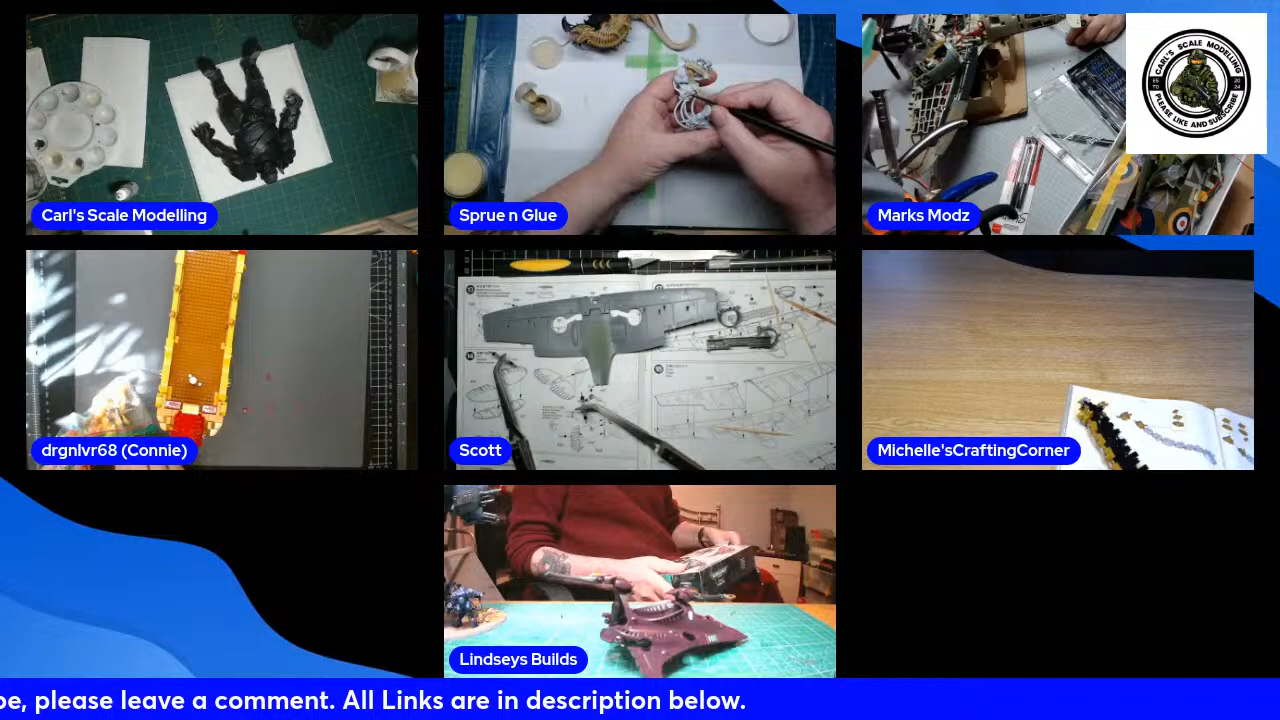 CARL'S SCALE MODELLING
PLEASE LIKE AND SUBSCRIBE
Carl's Scale Modelling
Sprue n Glue
Marks Modz
drgnlvr68 (Connie)
Scott
Michelle'sCraftingCorner
Lindseys Builds
be, please leave a comment. All Links are in description below.